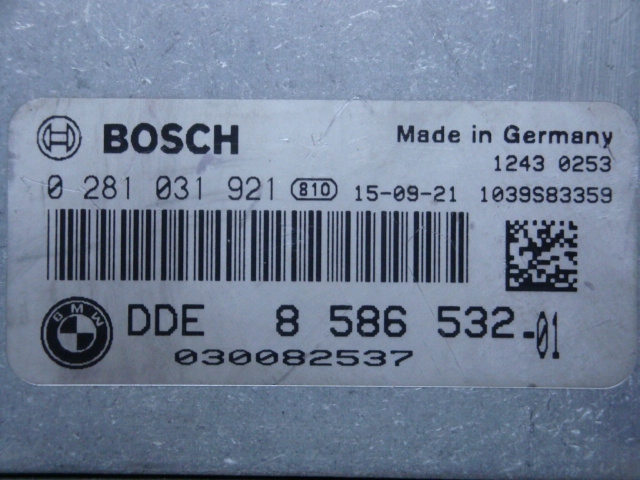 BOSCH Made in Germany
1243 0253
0 281 031 921 810 15-09-21 1039S83359
BMW DDE 8 586 532-01
030082537